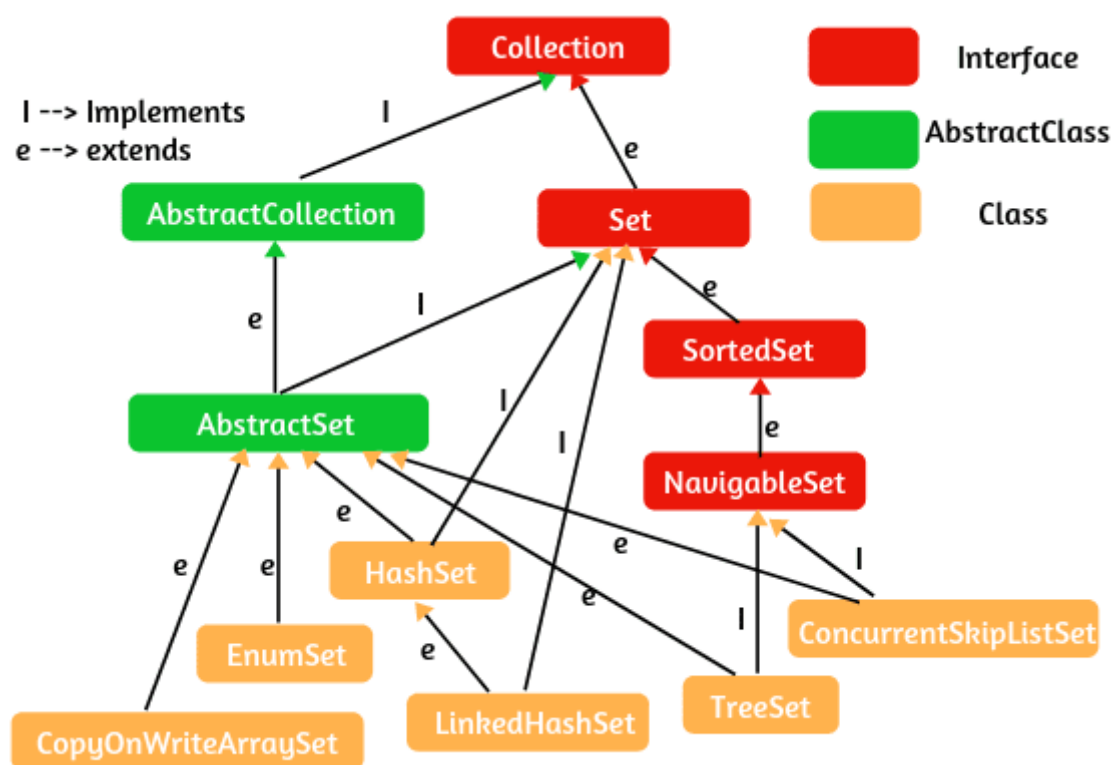 Collection
Interface
I --> Implements
I
e --> extends
e
AbstractClass
AbstractCollection
Set
Class
e
I
e
SortedSet
I
e
AbstractSet
I
NavigableSet
e
e
I
e
e
HashSet
e
I
e
ConcurrentSkipListSet
EnumSet
e
LinkedHashSet
TreeSet
CopyOnWriteArraySet